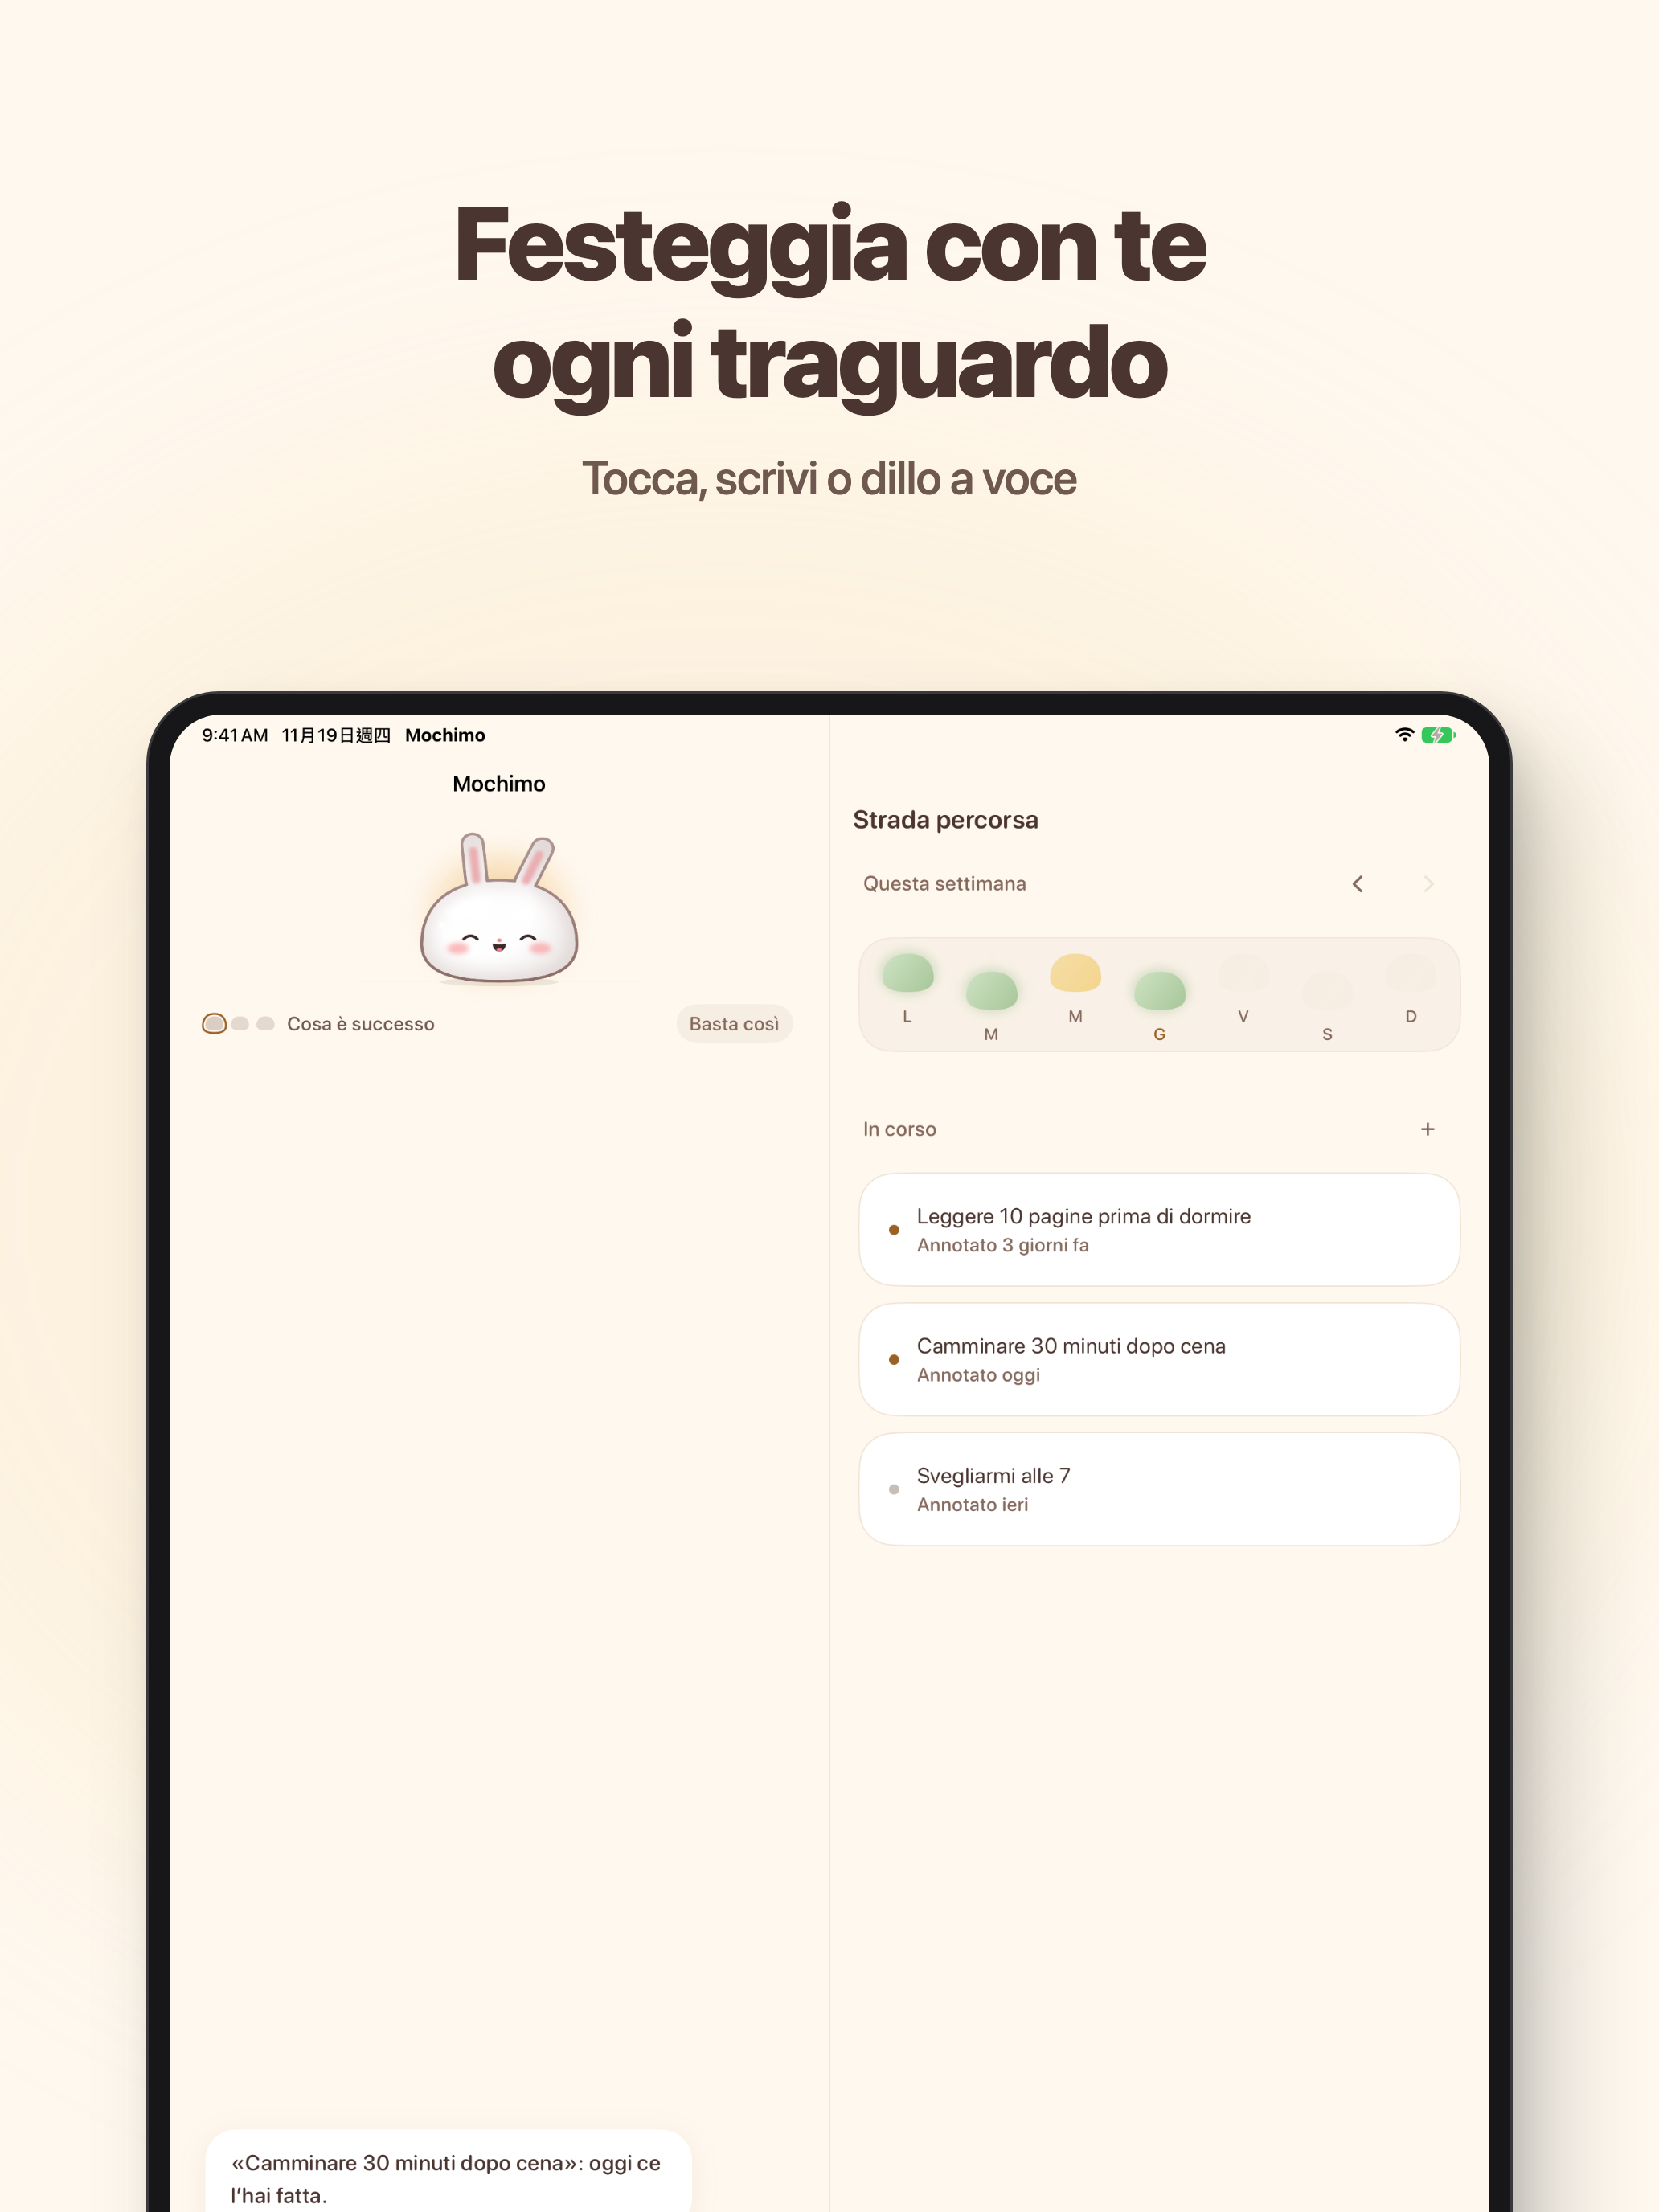 Festeggia con te
ogni traguardo
Tocca, scrivi o dillo a voce
9:41 AM 11月19日週四 Mochimo
Mochimo
Cosa è successo
Basta così
Strada percorsa
Questa settimana
L M M G V S D
In corso
Leggere 10 pagine prima di dormire
Annotato 3 giorni fa
Camminare 30 minuti dopo cena
Annotato oggi
Svegliarmi alle 7
Annotato ieri
«Camminare 30 minuti dopo cena»: oggi ce
l'hai fatta.